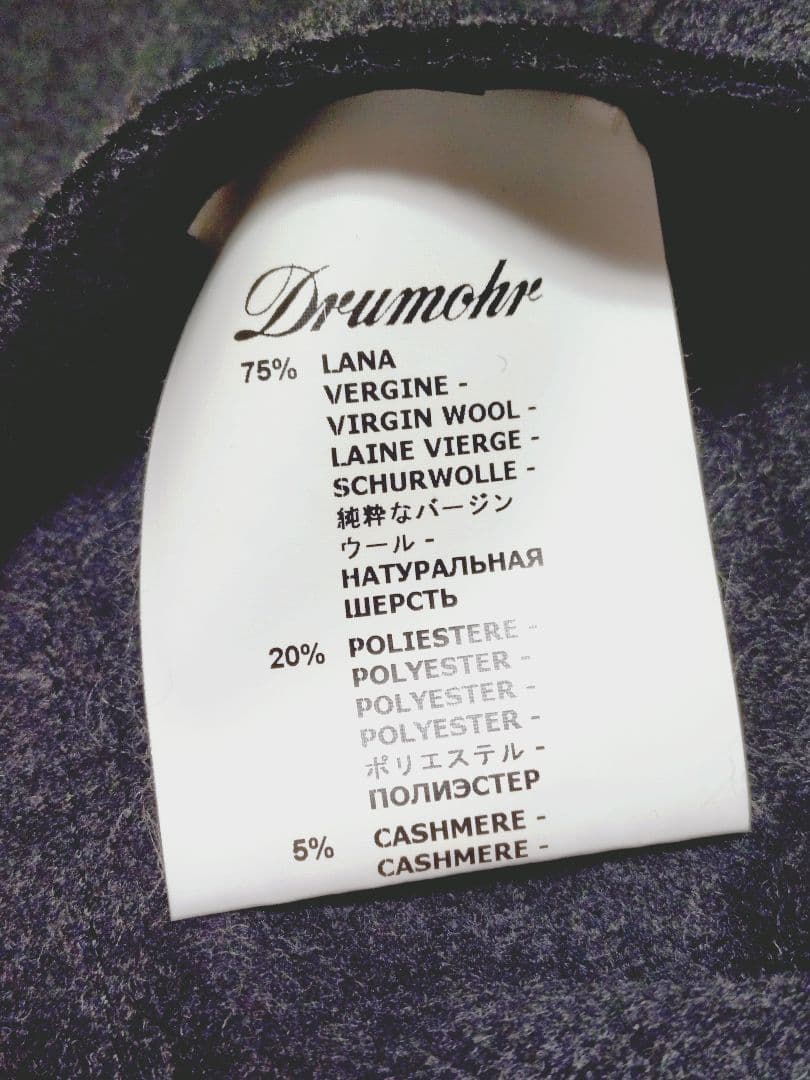 Drumohr
75% LANA
VERGINE -
VIRGIN WOOL -
LAINE VIERGE -
SCHURWOLLE -
純粋なバージン
ウール -
НАТУРАЛЬНАЯ
ШЕРСТЬ
20% POLIESTERE -
POLYESTER -
POLYESTER -
POLYESTER -
ポリエステル -
ПОЛИЭСТЕР
5% CASHMERE -
CASHMERE -